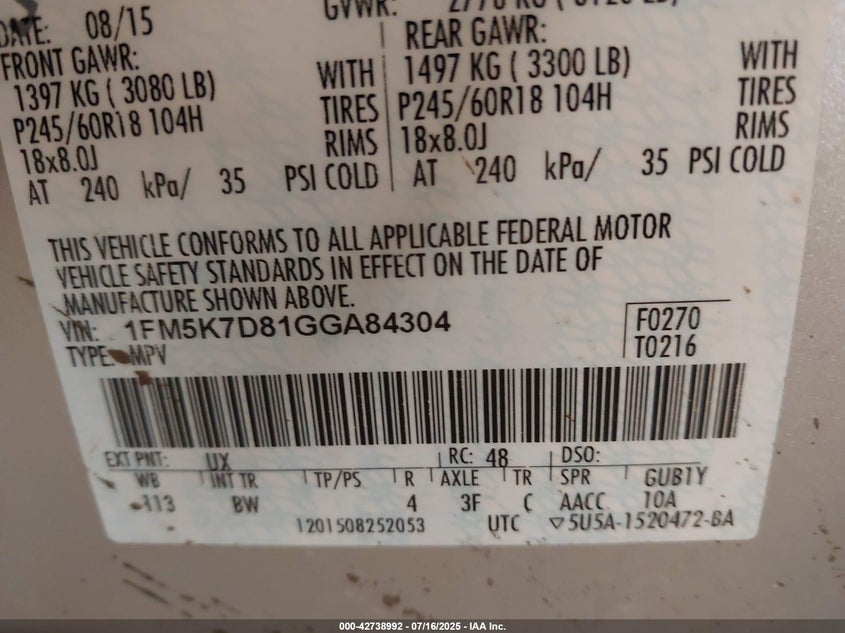 DATE: 08/15
GVWR:
FRONT GAWR:
1397 KG ( 3080 LB) WITH
P245/60R18 104H TIRES
18x8.0J RIMS
AT 240 kPa/ 35 PSI COLD
REAR GAWR:
1497 KG ( 3300 LB) WITH
P245/60R18 104H TIRES
18x8.0J RIMS
AT 240 kPa/ 35 PSI COLD
THIS VEHICLE CONFORMS TO ALL APPLICABLE FEDERAL MOTOR
VEHICLE SAFETY STANDARDS IN EFFECT ON THE DATE OF
MANUFACTURE SHOWN ABOVE.
VIN: 1FM5K7D81GGA84304
TYPE: MPV
F0270
T0216
EXT PNT: UX RC: 48 DSO:
WB INT TR TP/PS R AXLE TR SPR GUB1Y
113 BW 4 3F C AACC 10A
1201508252053 UTC ▽5U5A-1520472-BA
000-42738992 - 07/16/2025 - IAA Inc.